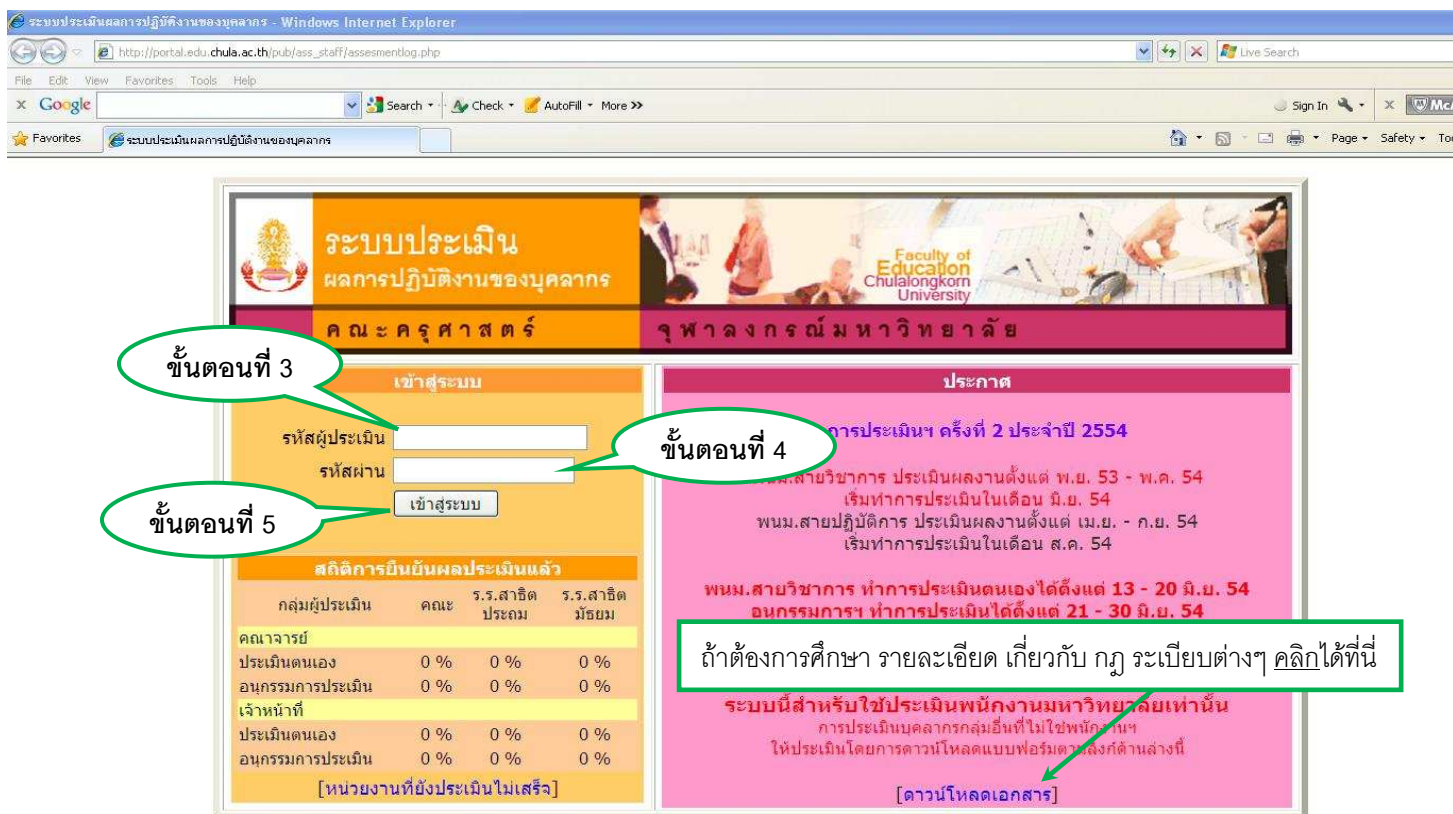 ระบบประเมินผลการปฏิบัติงานของบุคลากร - Windows Internet Explorer
http://portal.edu.chula.ac.th/pub/ass_staff/assesmentlog.php
Live Search
File Edit View Favorites Tools Help
x Google Search Check AutoFill More >> Sign In x
Favorites ระบบประเมินผลการปฏิบัติงานของบุคลากร Page Safety
ระบบประเมิน
ผลการปฏิบัติงานของบุคลากร
Faculty of
Education
Chulalongkorn
University
คณะครุศาสตร์ จุฬาลงกรณ์มหาวิทยาลัย
ขั้นตอนที่ 3
เข้าสู่ระบบ
รหัสผู้ประเมิน
รหัสผ่าน
ขั้นตอนที่ 4
เข้าสู่ระบบ
ขั้นตอนที่ 5
สถิติการยืนยันผลประเมินแล้ว
กลุ่มผู้ประเมิน คณะ ร.ร.สาธิต ประถม ร.ร.สาธิต มัธยม
คณาจารย์
ประเมินตนเอง 0 % 0 % 0 %
อนุกรรมการประเมิน 0 % 0 % 0 %
เจ้าหน้าที่
ประเมินตนเอง 0 % 0 % 0 %
อนุกรรมการประเมิน 0 % 0 % 0 %
[หน่วยงานที่ยังประเมินไม่เสร็จ]
ประกาศ
การประเมินฯ ครั้งที่ 2 ประจำปี 2554
พนม.สายวิชาการ ประเมินผลงานตั้งแต่ พ.ย. 53 - พ.ค. 54
เริ่มทำการประเมินในเดือน มิ.ย. 54
พนม.สายปฏิบัติการ ประเมินผลงานตั้งแต่ เม.ย. - ก.ย. 54
เริ่มทำการประเมินในเดือน ส.ค. 54
พนม.สายวิชาการ ทำการประเมินตนเองได้ตั้งแต่ 13 - 20 มิ.ย. 54
อนุกรรมการฯ ทำการประเมินได้ตั้งแต่ 21 - 30 มิ.ย. 54
ถ้าต้องการศึกษา รายละเอียด เกี่ยวกับ กฎ ระเบียบต่างๆ คลิกได้ที่นี่
ระบบนี้สำหรับใช้ประเมินพนักงานมหาวิทยาลัยเท่านั้น
การประเมินบุคลากรกลุ่มอื่นที่ไม่ใช่พนักงานฯ
ให้ประเมินโดยการดาวน์โหลดแบบฟอร์มตามลิงก์ด้านล่างนี้
[ดาวน์โหลดเอกสาร]